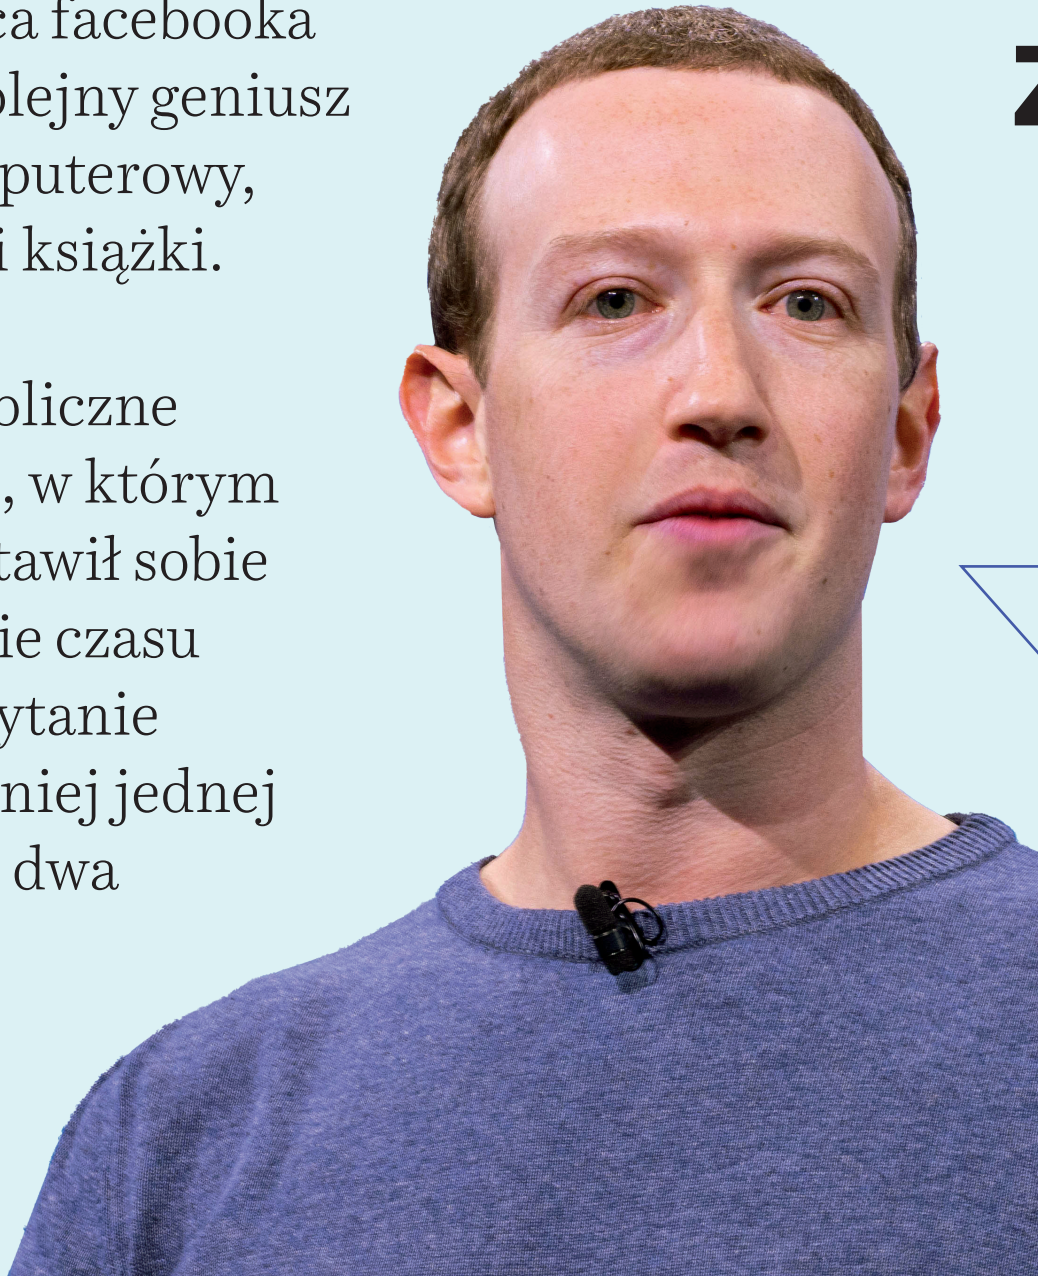 ca facebooka
olejny geniusz
puterowy,
i książki.
bliczne
, w którym
tawił sobie
ie czasu
ytanie
niej jednej
dwa
Z